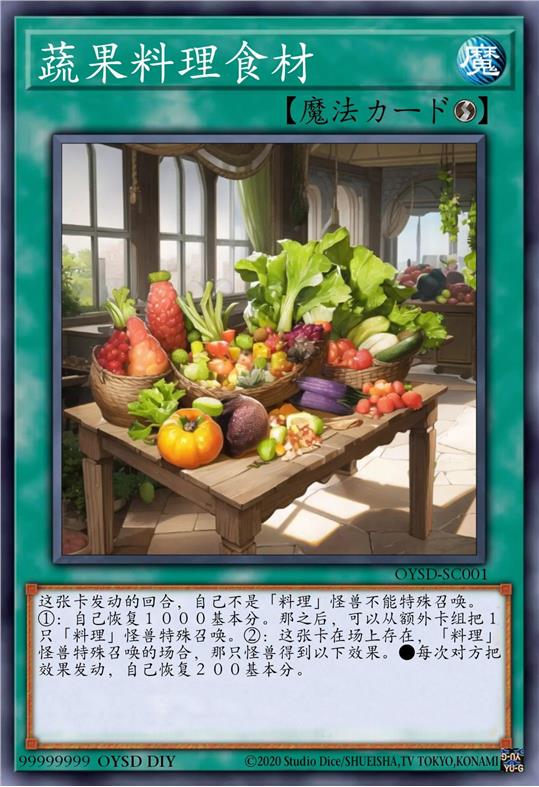 蔬果料理食材
魔
【魔法カード】
OYSD-SC001
这张卡发动的回合，自己不是「料理」怪兽不能特殊召唤。
①：自己恢复１０００基本分。那之后，可以从额外卡组把１
只「料理」怪兽特殊召唤。②：这张卡在场上存在，「料理」
怪兽特殊召唤的场合，那只怪兽得到以下效果。●每次对方把
效果发动，自己恢复２００基本分。
99999999 OYSD DIY
©2020 Studio Dice/SHUEISHA,TV TOKYO,KONAMI